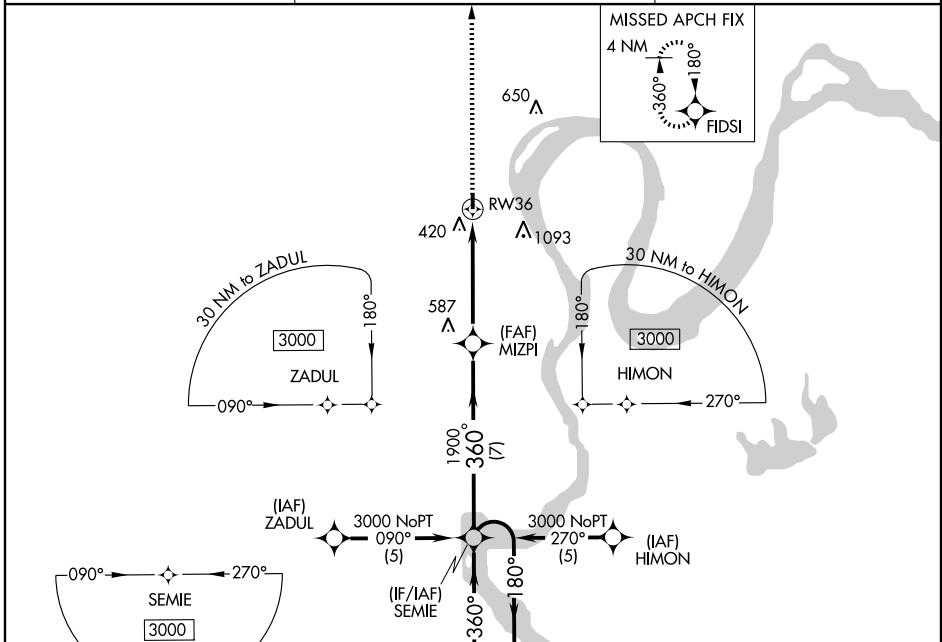 MISSED APCH FIX
4 NM
180°
360°
FIDSI
650
RW36
420
1093
30 NM to ZADUL
180°
3000
ZADUL
090°
587
(FAF)
MIZPI
30 NM to HIMON
180°
3000
HIMON
270°
1900
360°
(7)
(IAF)
ZADUL
3000 NoPT
090°
(5)
3000 NoPT
270°
(5)
(IAF)
HIMON
(IF/IAF)
SEMIE
360°
180°
090°
270°
SEMIE
3000